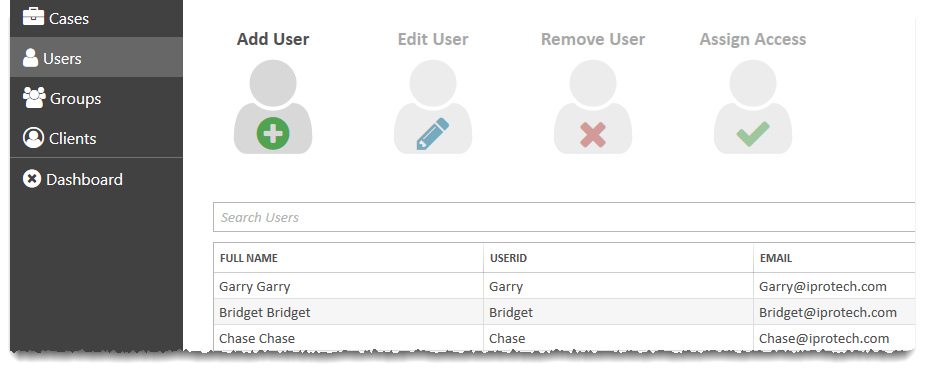 Cases
Users
Groups
Clients
Dashboard
Add User Edit User Remove User Assign Access
Search Users
FULL NAME USERID EMAIL
Garry Garry Garry Garry@iprotech.com
Bridget Bridget Bridget Bridget@iprotech.com
Chase Chase Chase Chase@iprotech.com